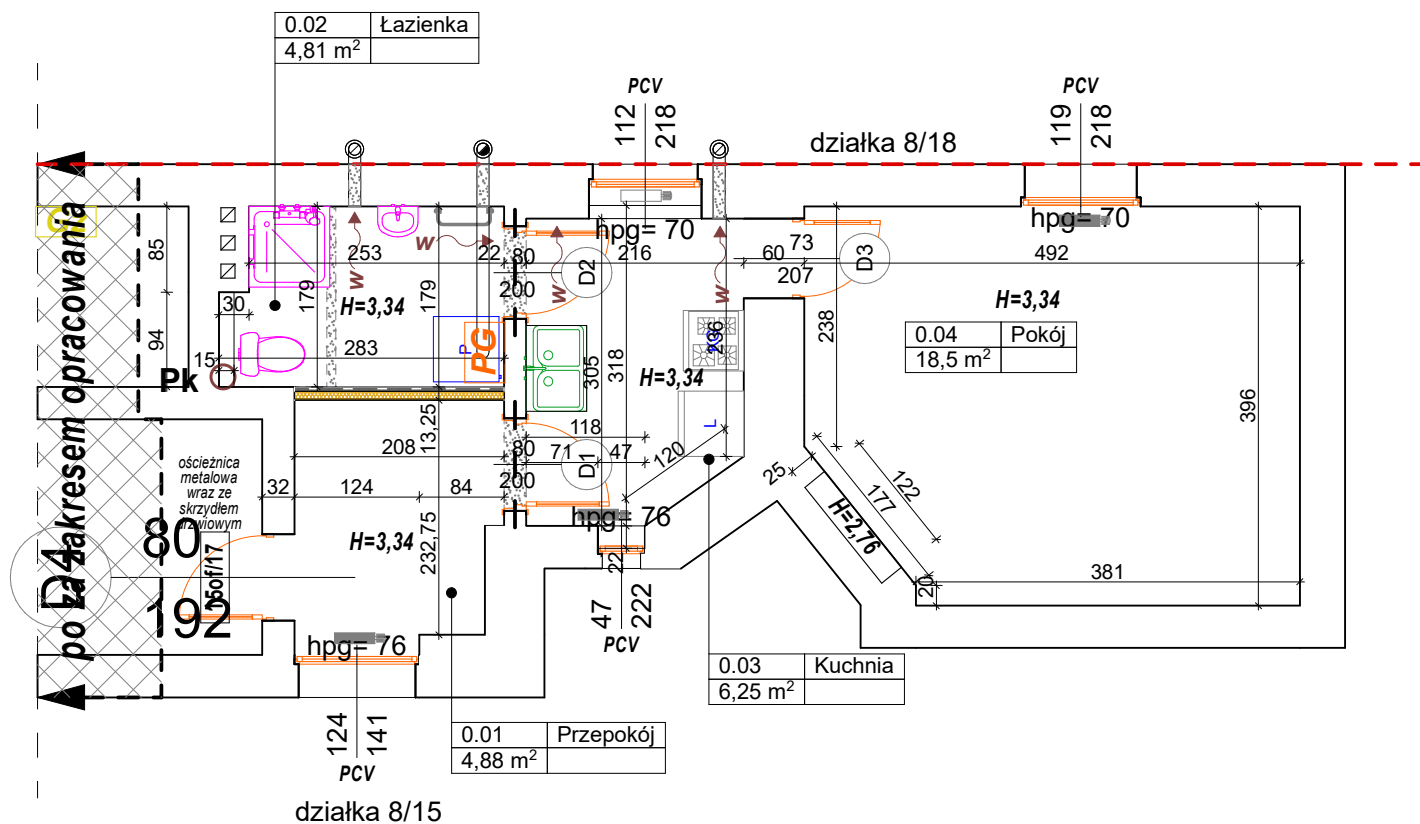 0.02 Łazienka
4,81 m²
PCV
112
218
PCV
119
218
działka 8/18
po za zakresem opracowania
G
hpg= 70
hpg= 70
85
253
22
80
216
60
73
492
w
w
w
w
D2
D3
30
179
179
200
207
H=3,34
H=3,34
238
0.04 Pokój
18,5 m²
94
283
P
PG
305
318
296
H=3,34
L
15
Pk
396
13,25
118
208
80
71
47
120
D1
200
25
ościeżnica
metalowa
wraz ze
skrzydłem
drzwiowym
32
124
84
122
177
H=2,76
80
H=3,34
232,75
hpg= 76
22
D4
150f/17
192
381
20
47
222
PCV
hpg= 76
0.03 Kuchnia
6,25 m²
124
141
PCV
0.01 Przepokój
4,88 m²
działka 8/15